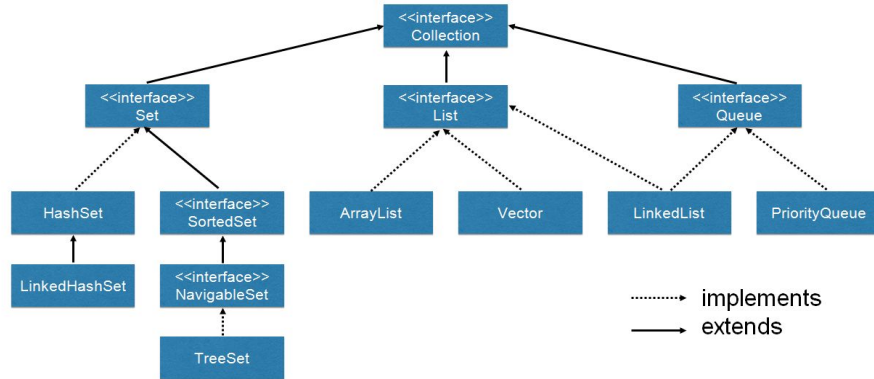 <<interface>>
Collection
<<interface>>
Set
<<interface>>
List
<<interface>>
Queue
HashSet
<<interface>>
SortedSet
ArrayList
Vector
LinkedList
PriorityQueue
LinkedHashSet
<<interface>>
NavigableSet
implements
extends
TreeSet